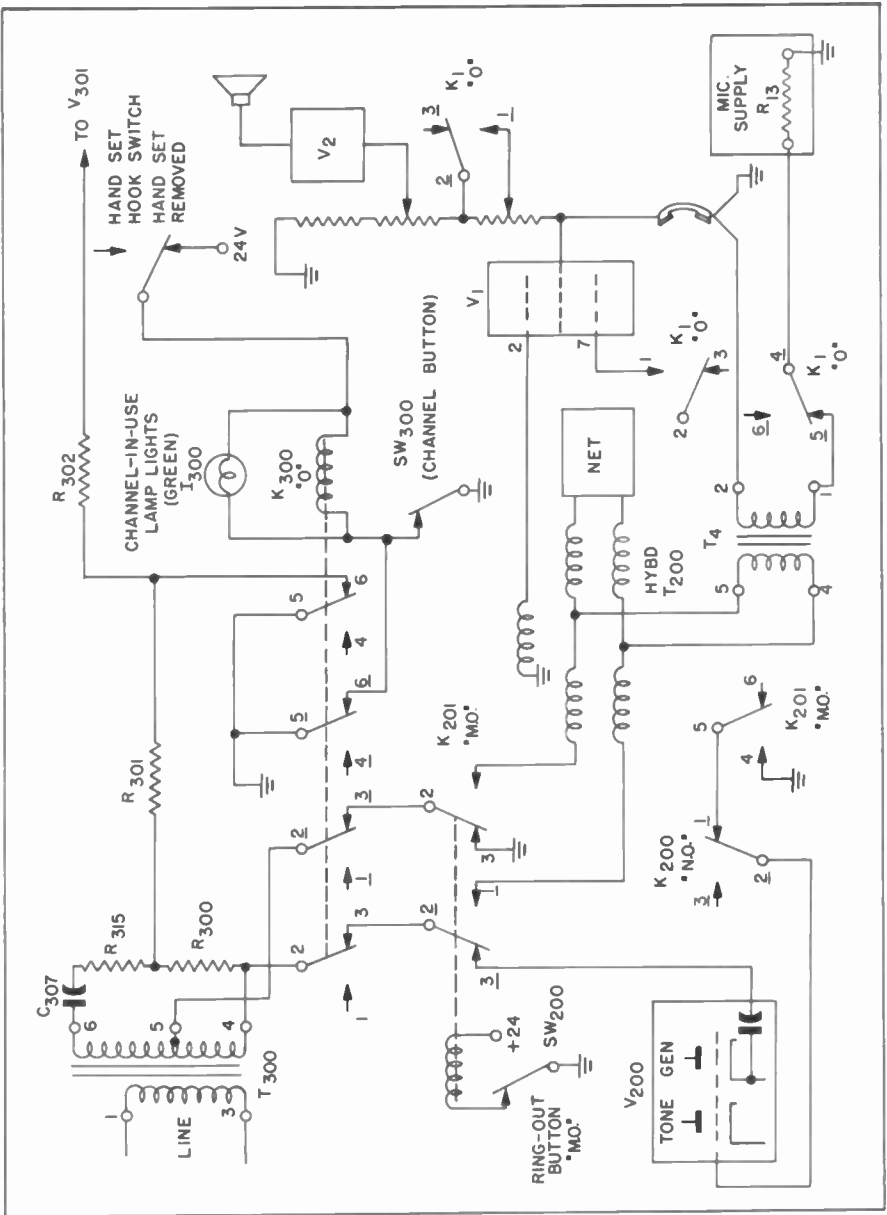 TO V301
HAND SET
HOOK SWITCH
HAND SET
REMOVED
24V
R302
CHANNEL-IN-USE
LAMP LIGHTS
(GREEN)
I300
K300
"O"
SW300
(CHANNEL BUTTON)
V2
3
K1
"O"
2
1
V1
2
7
1
K1
"O"
2
3
MIC.
SUPPLY
R13
4
K1
"O"
6
5
2
1
T4
5
4
NET
HYBD
T200
R301
5
6
4
5
6
4
2
3
1
2
3
1
R315
R300
C307
6
5
4
T300
1
LINE
3
K201
"M.O."
2
3
2
1
3
+24
SW200
RING-OUT
BUTTON
"M.O."
K201
"M.O."
5
6
4
K200
"N.O."
1
3
2
V200
TONE GEN